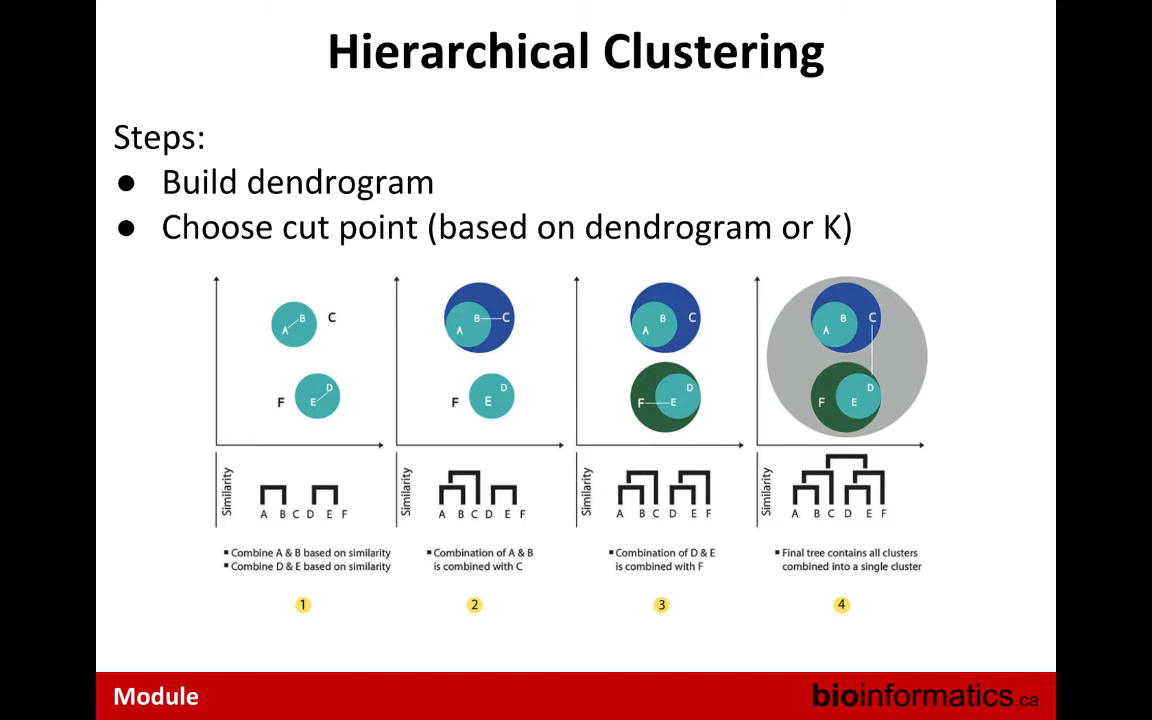 Hierarchical Clustering
Steps:
● Build dendrogram
● Choose cut point (based on dendrogram or K)
B
A
C
D
E
F
B
C
A
D
E
F
B
C
A
D
F
E
B
C
A
D
F
E
Similarity
A B C D E F
Similarity
A B C D E F
Similarity
A B C D E F
Similarity
A B C D E F
▪ Combine A & B based on similarity
▪ Combine D & E based on similarity
▪ Combination of A & B
is combined with C
▪ Combination of D & E
is combined with F
▪ Final tree contains all clusters
combined into a single cluster
1
2
3
4
Module
bioinformatics.ca